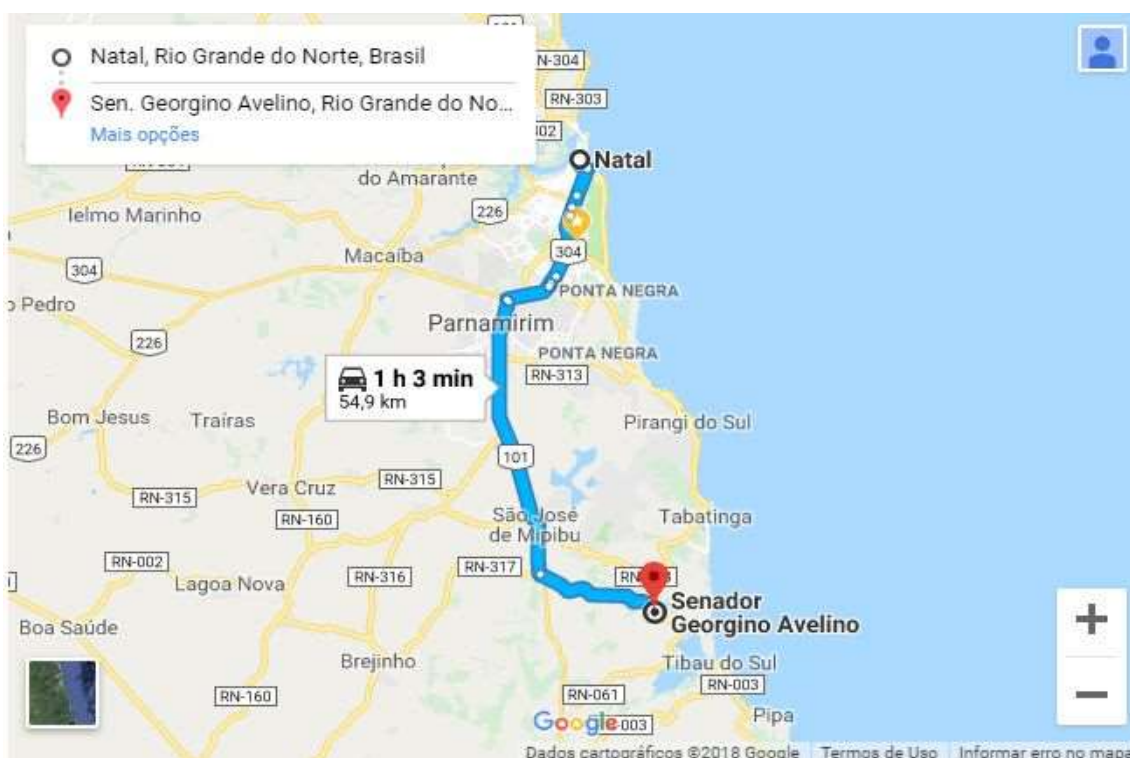 Natal, Rio Grande do Norte, Brasil
Sen. Georgino Avelino, Rio Grande do No...
Mais opções
N-304
RN-303
302
Natal
do Amarante
226
Ielmo Marinho
304
Macaíba
304
PONTA NEGRA
o Pedro
Parnamirim
226
PONTA NEGRA
1 h 3 min
RN-313
54,9 km
Bom Jesus
Traíras
Pirangi do Sul
226
101
RN-315
Vera Cruz
RN-315
RN-160
São José
de Mipibu
Tabatinga
RN-002
RN-316
RN-317
Lagoa Nova
Senador
Georgino Avelino
Boa Saúde
Brejinho
Tibau do Sul
RN-003
RN-160
RN-061
Google
003
Pipa
Dados cartográficos ©2018 Google
Termos de Uso
Informar erro no mapa